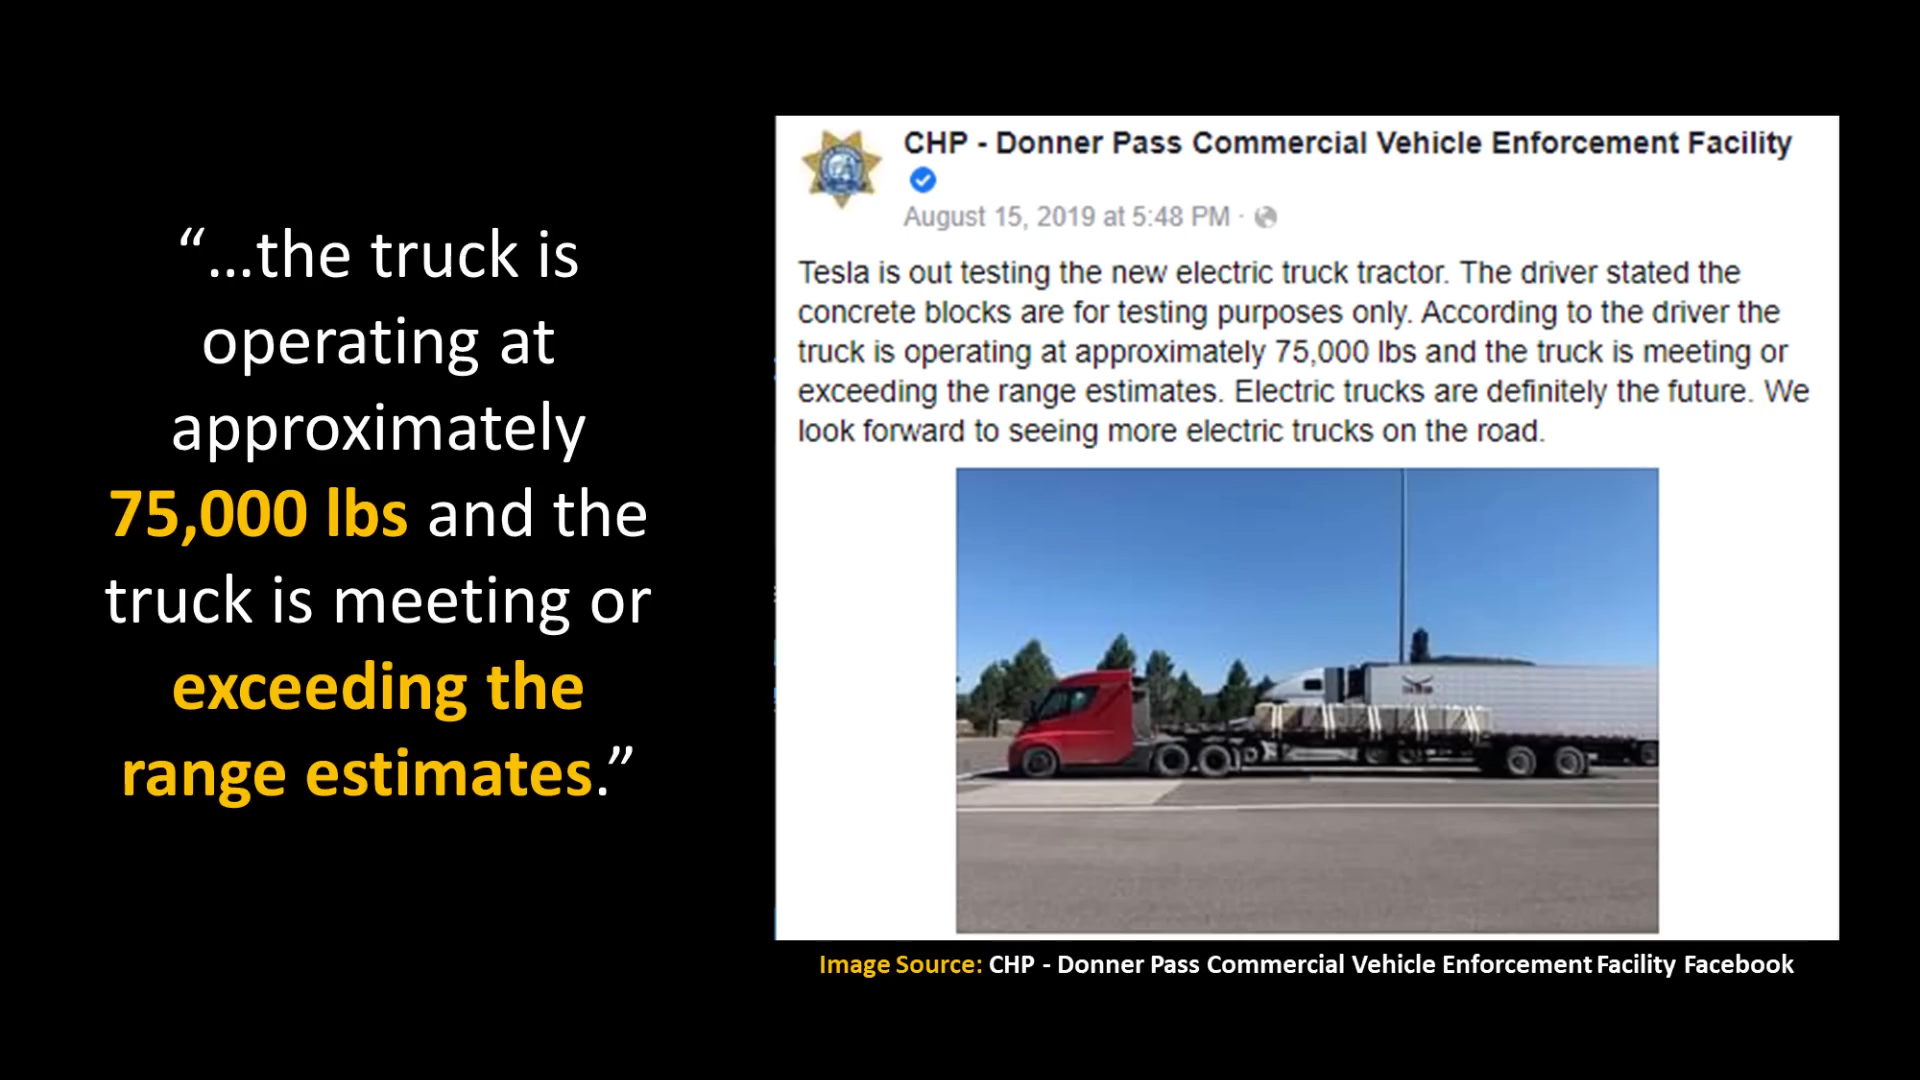 “...the truck is
operating at
approximately
75,000 lbs and the
truck is meeting or
exceeding the
range estimates.”
CHP - Donner Pass Commercial Vehicle Enforcement Facility
August 15, 2019 at 5:48 PM ·
Tesla is out testing the new electric truck tractor. The driver stated the
concrete blocks are for testing purposes only. According to the driver the
truck is operating at approximately 75,000 lbs and the truck is meeting or
exceeding the range estimates. Electric trucks are definitely the future. We
look forward to seeing more electric trucks on the road.
Image Source: CHP - Donner Pass Commercial Vehicle Enforcement Facility Facebook